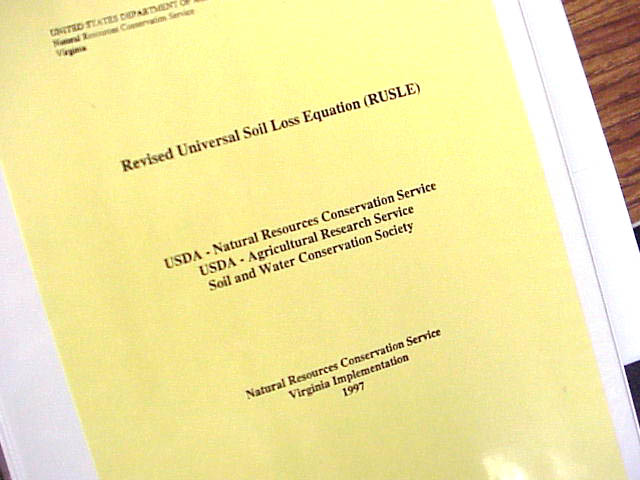 UNITED STATES DEPARTMENT OF
Natural Resources Conservation Service
Virginia
Revised Universal Soil Loss Equation (RUSLE)
USDA - Natural Resources Conservation Service
USDA - Agricultural Research Service
Soil and Water Conservation Society
Natural Resources Conservation Service
Virginia Implementation
1997